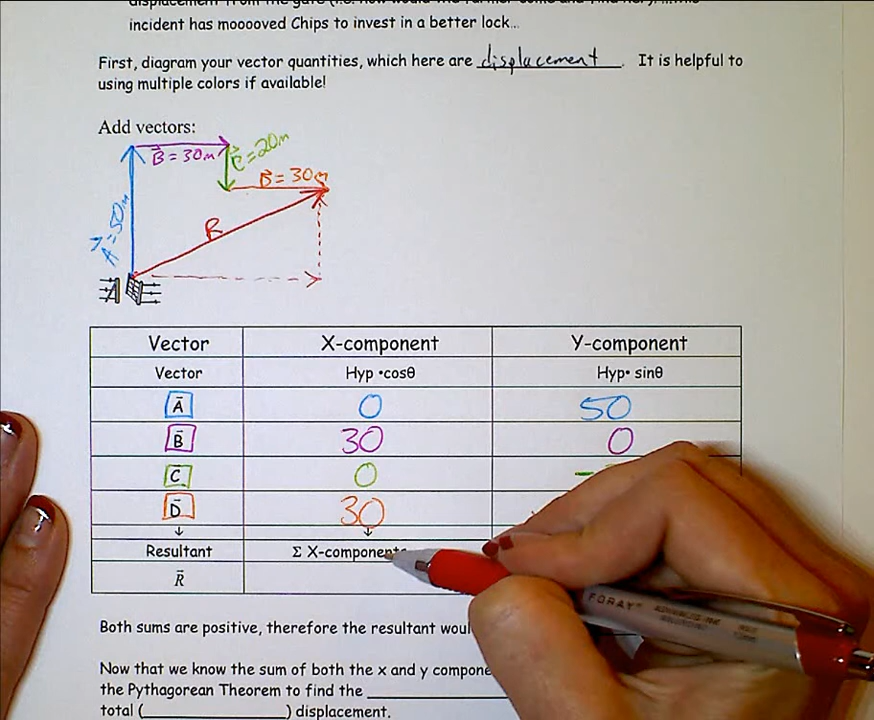 incident has mooooved Chips to invest in a better lock...
First, diagram your vector quantities, which here are displacement. It is helpful to
using multiple colors if available!
Add vectors:
B = 30m
C = 20m
D = 30m
A = 50m
R
Vector X-component Y-component
Vector Hyp •cosθ Hyp• sinθ
A 0 50
B 30 0
C 0 -
D 30
↓ ↓
Resultant Σ X-component
R
Both sums are positive, therefore the resultant woul
Now that we know the sum of both the x and y compone
the Pythagorean Theorem to find the
total (____________) displacement.
FORAY